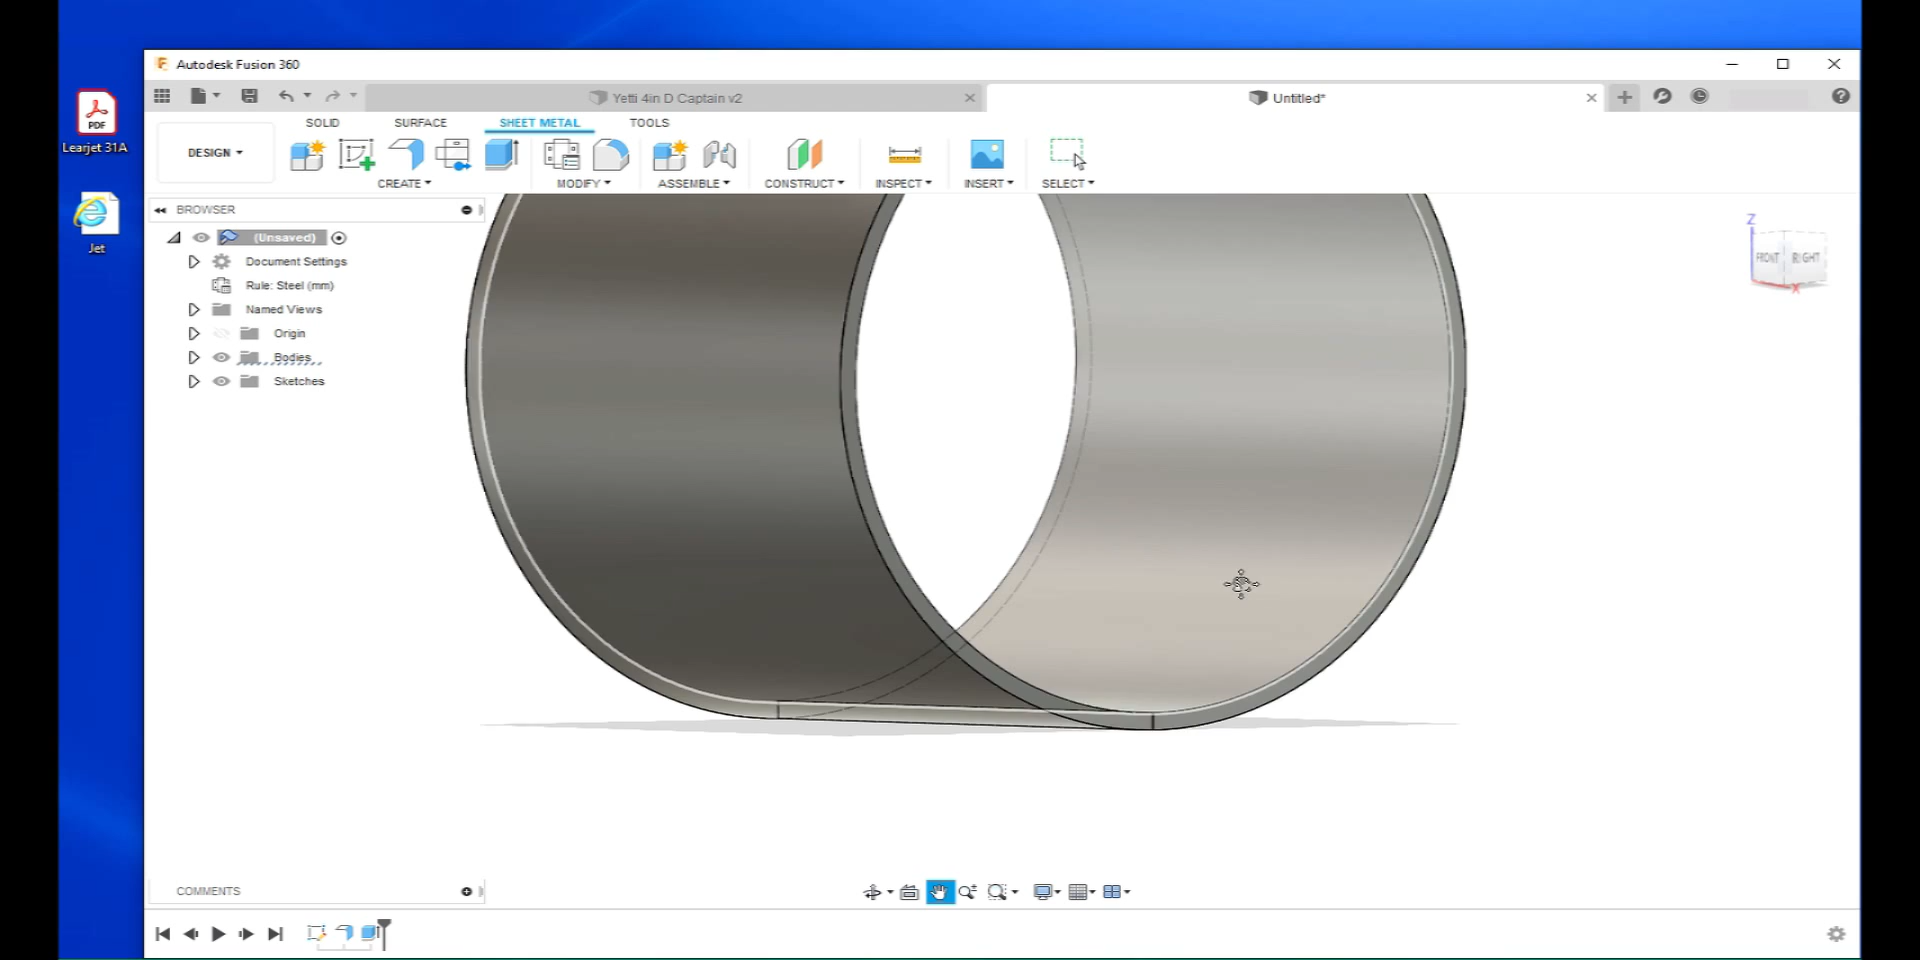 Autodesk Fusion 360
PDF
Learjet 31A
Jet
Yetti 4in D Captain v2
Untitled*
SOLID
SURFACE
SHEET METAL
TOOLS
DESIGN
CREATE
MODIFY
ASSEMBLE
CONSTRUCT
INSPECT
INSERT
SELECT
BROWSER
(Unsaved)
Document Settings
Rule: Steel (mm)
Named Views
Origin
Bodies
Sketches
Z
FRONT
RIGHT
X
COMMENTS